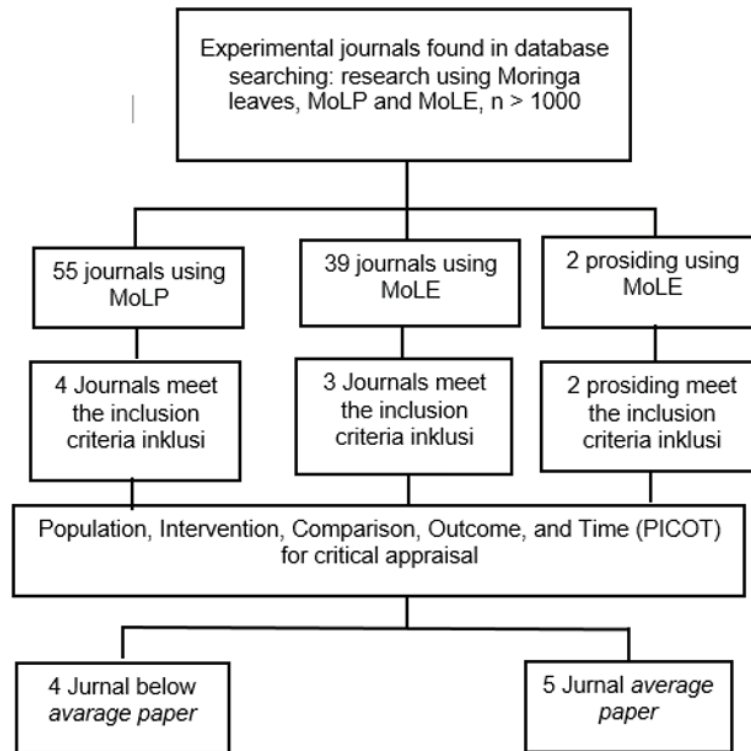 Experimental journals found in database
searching: research using Moringa
leaves, MoLP and MoLE, n > 1000
55 journals using
MoLP
39 journals using
MoLE
2 prosiding using
MoLE
4 Journals meet
the inclusion
criteria inklusi
3 Journals meet
the inclusion
criteria inklusi
2 prosiding meet
the inclusion
criteria inklusi
Population, Intervention, Comparison, Outcome, and Time (PICOT)
for critical appraisal
4 Jurnal below
avarage paper
5 Jurnal average
paper